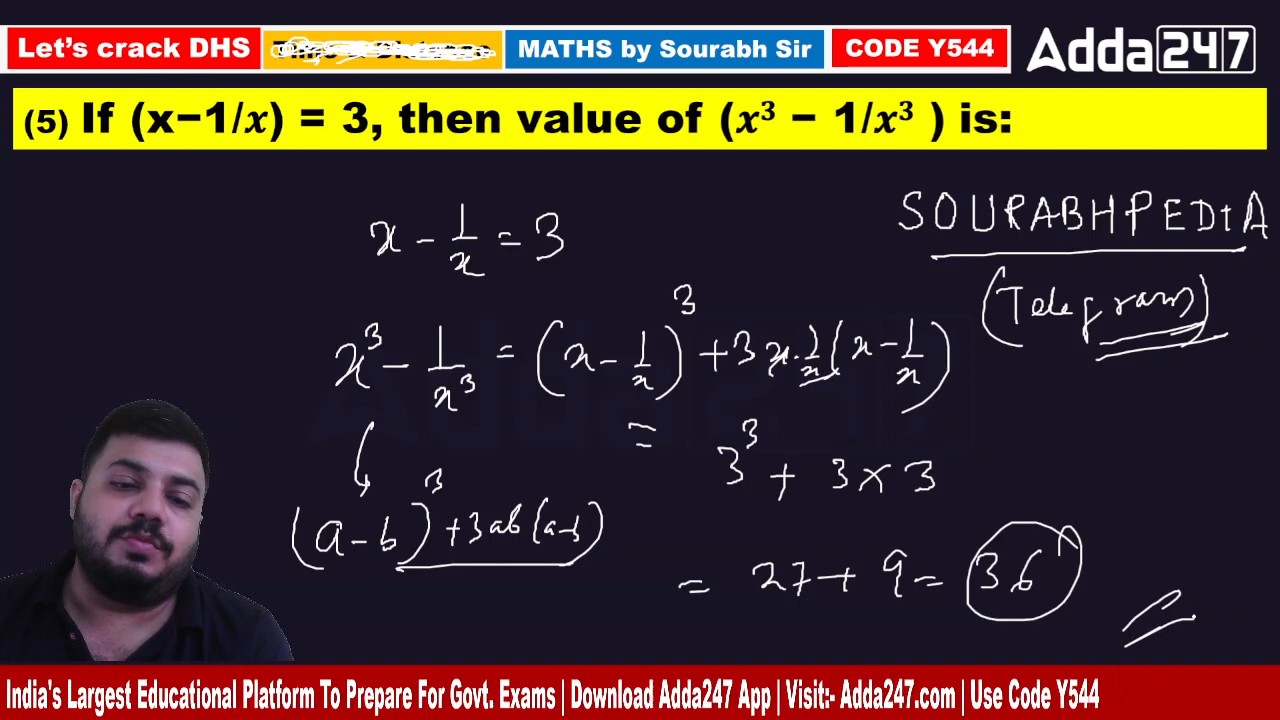 Let's crack DHS
MATHS by Sourabh Sir
CODE Y544
Adda247
(5) If (x−1/x) = 3, then value of (x³ − 1/x³ ) is:
SOURABHPEDIA
(Telegram)
x - 1/x = 3
x³ - 1/x³ = (x - 1/x)³ + 3x·1/x(x - 1/x)
= 3³ + 3 × 3
(a-b)³ + 3ab(a-b)
= 27 + 9 = 36
India's Largest Educational Platform To Prepare For Govt. Exams | Download Adda247 App | Visit:- Adda247.com | Use Code Y544